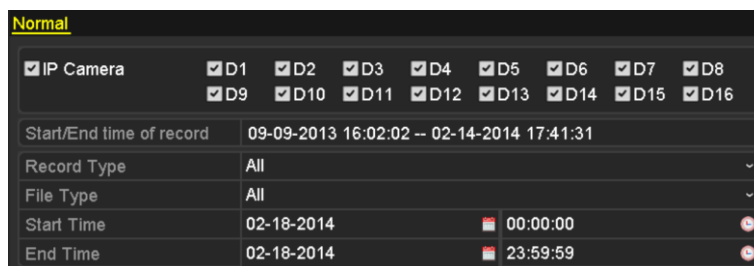 Normal
IP Camera D1 D2 D3 D4 D5 D6 D7 D8
D9 D10 D11 D12 D13 D14 D15 D16
Start/End time of record 09-09-2013 16:02:02 -- 02-14-2014 17:41:31
Record Type All
File Type All
Start Time 02-18-2014 00:00:00
End Time 02-18-2014 23:59:59